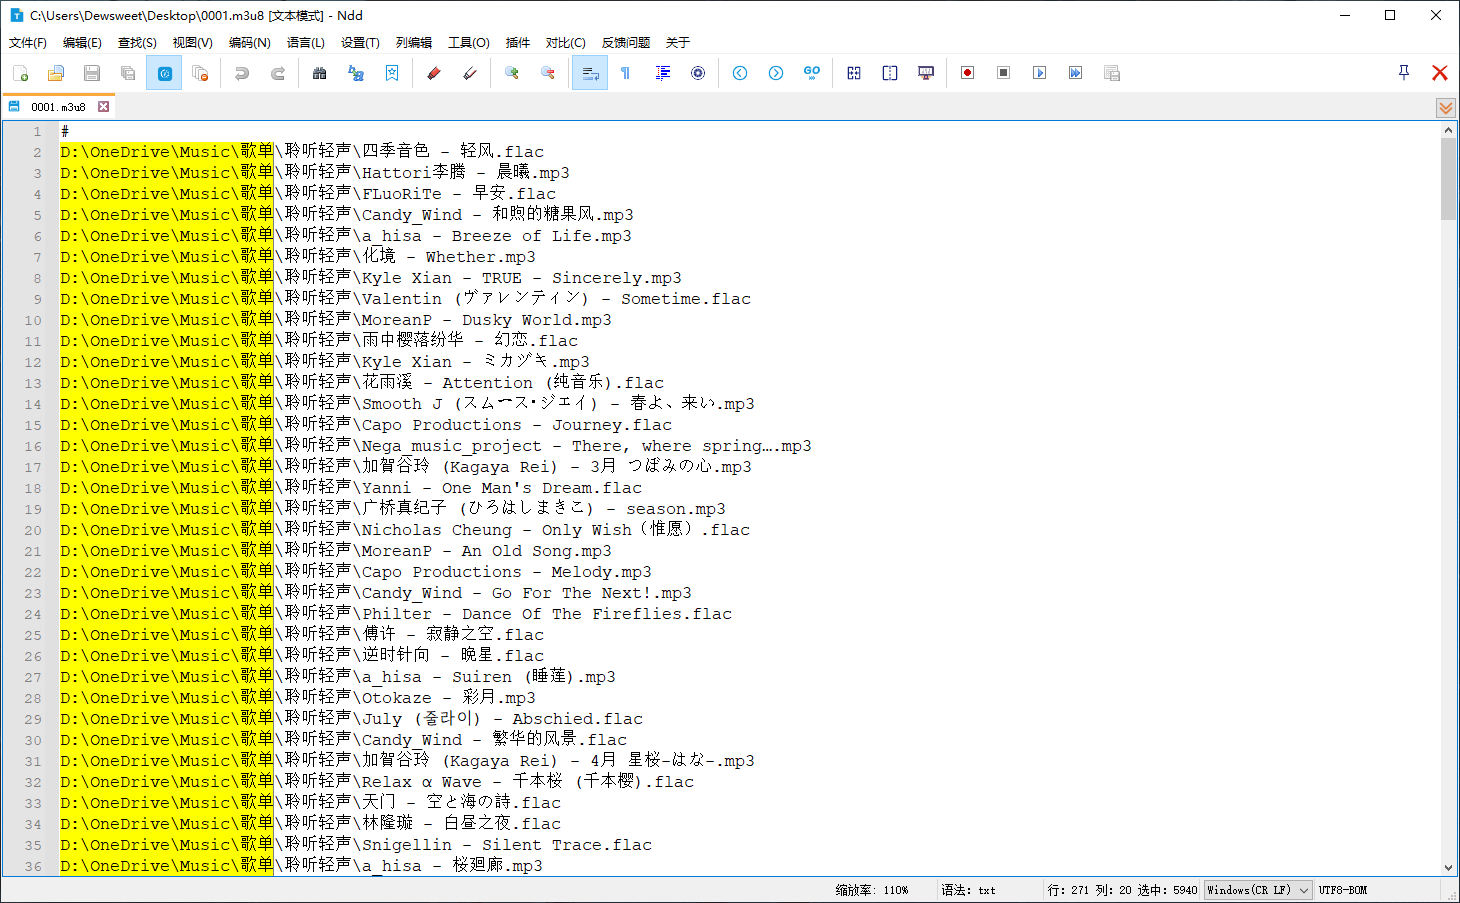 C:\Users\Dewsweet\Desktop\0001.m3u8 [文本模式] - Ndd
文件(F) 编辑(E) 查找(S) 视图(V) 编码(N) 语言(L) 设置(T) 列编辑 工具(O) 插件 对比(C) 反馈问题 关于
GO
0001.m3u8
1 #
2 D:\OneDrive\Music\歌单\聆听轻声\四季音色 - 轻风.flac
3 D:\OneDrive\Music\歌单\聆听轻声\Hattori李腾 - 晨曦.mp3
4 D:\OneDrive\Music\歌单\聆听轻声\FLuoRiTe - 早安.flac
5 D:\OneDrive\Music\歌单\聆听轻声\Candy_Wind - 和煦的糖果风.mp3
6 D:\OneDrive\Music\歌单\聆听轻声\a_hisa - Breeze of Life.mp3
7 D:\OneDrive\Music\歌单\聆听轻声\化境 - Whether.mp3
8 D:\OneDrive\Music\歌单\聆听轻声\Kyle Xian - TRUE - Sincerely.mp3
9 D:\OneDrive\Music\歌单\聆听轻声\Valentin (ヴァレンティン) - Sometime.flac
10 D:\OneDrive\Music\歌单\聆听轻声\MoreanP - Dusky World.mp3
11 D:\OneDrive\Music\歌单\聆听轻声\雨中樱落纷华 - 幻恋.flac
12 D:\OneDrive\Music\歌单\聆听轻声\Kyle Xian - ミカヅキ.mp3
13 D:\OneDrive\Music\歌单\聆听轻声\花雨溪 - Attention (纯音乐).flac
14 D:\OneDrive\Music\歌单\聆听轻声\Smooth J (スムース・ジェイ) - 春よ、来い.mp3
15 D:\OneDrive\Music\歌单\聆听轻声\Capo Productions - Journey.flac
16 D:\OneDrive\Music\歌单\聆听轻声\Nega_music_project - There, where spring….mp3
17 D:\OneDrive\Music\歌单\聆听轻声\加賀谷玲 (Kagaya Rei) - 3月 つぼみの心.mp3
18 D:\OneDrive\Music\歌单\聆听轻声\Yanni - One Man's Dream.flac
19 D:\OneDrive\Music\歌单\聆听轻声\广桥真纪子 (ひろはしまきこ) - season.mp3
20 D:\OneDrive\Music\歌单\聆听轻声\Nicholas Cheung - Only Wish（惟愿）.flac
21 D:\OneDrive\Music\歌单\聆听轻声\MoreanP - An Old Song.mp3
22 D:\OneDrive\Music\歌单\聆听轻声\Capo Productions - Melody.mp3
23 D:\OneDrive\Music\歌单\聆听轻声\Candy_Wind - Go For The Next!.mp3
24 D:\OneDrive\Music\歌单\聆听轻声\Philter - Dance Of The Fireflies.flac
25 D:\OneDrive\Music\歌单\聆听轻声\傅许 - 寂静之空.flac
26 D:\OneDrive\Music\歌单\聆听轻声\逆时针向 - 晚星.flac
27 D:\OneDrive\Music\歌单\聆听轻声\a_hisa - Suiren (睡莲).mp3
28 D:\OneDrive\Music\歌单\聆听轻声\Otokaze - 彩月.mp3
29 D:\OneDrive\Music\歌单\聆听轻声\July (줄라이) - Abschied.flac
30 D:\OneDrive\Music\歌单\聆听轻声\Candy_Wind - 繁华的风景.flac
31 D:\OneDrive\Music\歌单\聆听轻声\加賀谷玲 (Kagaya Rei) - 4月 星桜-はな-.mp3
32 D:\OneDrive\Music\歌单\聆听轻声\Relax α Wave - 千本桜 (千本樱).flac
33 D:\OneDrive\Music\歌单\聆听轻声\天门 - 空と海の詩.flac
34 D:\OneDrive\Music\歌单\聆听轻声\林隆璇 - 白昼之夜.flac
35 D:\OneDrive\Music\歌单\聆听轻声\Snigellin - Silent Trace.flac
36 D:\OneDrive\Music\歌单\聆听轻声\a_hisa - 桜廻廊.mp3
缩放率: 110% 语法: txt 行: 271 列: 20 选中: 5940 Windows(CR LF) UTF8-BOM